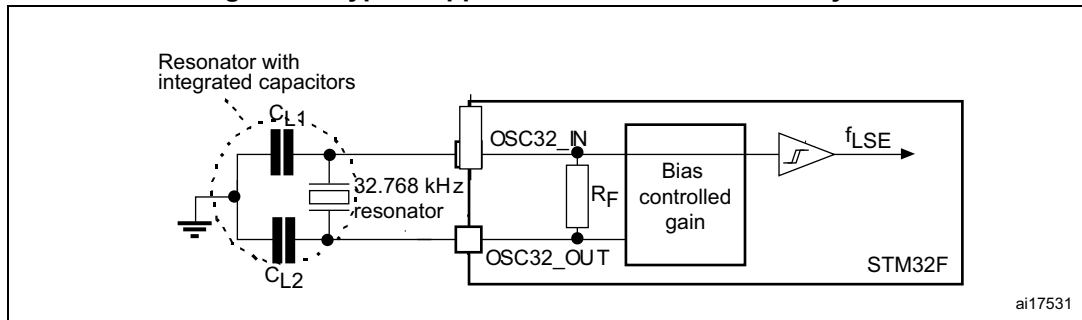 Resonator with
integrated capacitors
CL1
OSC32_IN
fLSE
32.768 kHz
resonator
RF
Bias
controlled
gain
OSC32_OUT
STM32F
CL2
ai17531